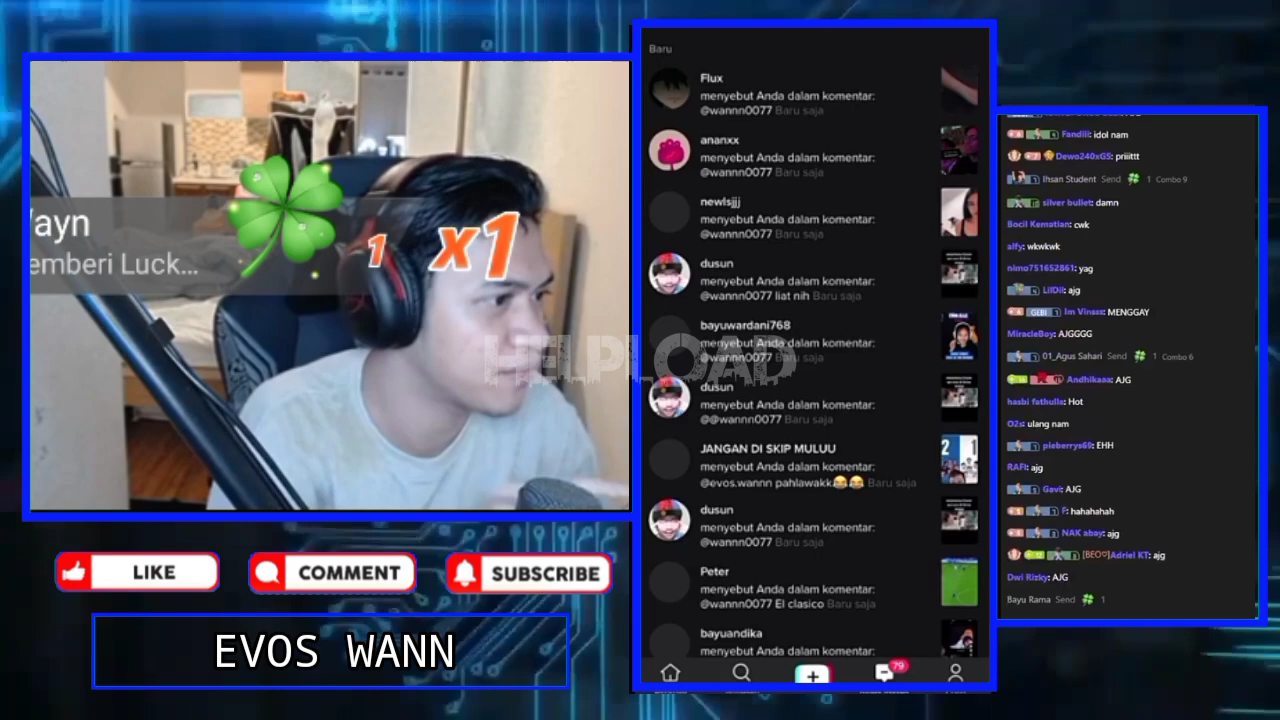 Wayn
emberi Luck...
1 x1
HELPLOAD
LIKE
COMMENT
SUBSCRIBE
EVOS WANN
Baru
Flux
menyebut Anda dalam komentar:
@wannn0077 Baru saja
ananxx
menyebut Anda dalam komentar:
@wannn0077 Baru saja
newlsjjj
menyebut Anda dalam komentar:
@wannn0077 Baru saja
dusun
menyebut Anda dalam komentar:
@wannn0077 liat nih Baru saja
bayuwardani768
menyebut Anda dalam komentar:
@wannn0077 Baru saja
dusun
menyebut Anda dalam komentar:
@@wannn0077 Baru saja
JANGAN DI SKIP MULUU
menyebut Anda dalam komentar:
@evos.wannn pahlawakk😂😂 Baru saja
dusun
menyebut Anda dalam komentar:
@wannn0077 Baru saja
Peter
menyebut Anda dalam komentar:
@wannn0077 El clasico Baru saja
bayuandika
menyebut Anda dalam komentar:
79
Fandiii: idol nam
Dewo240xGS: priiittt
Ihsan Student Send 🍀 1 Combo 9
silver bullet: damn
Bocil Kematian: cwk
alfy: wkwkwk
nimo751652861: yag
LilDil: ajg
GEBI 1 Im Vinass: MENGGAY
MiracleBoy: AJGGGG
01_Agus Sahari Send 🍀 1 Combo 6
Andhikaaa: AJG
hasbi fathulla: Hot
O2s: ulang nam
pieberrys69: EHH
RAFI: ajg
Gavi: AJG
F: hahahahah
NAK abay: ajg
[BEO♡]Adriel KT: ajg
Dwi Rizky: AJG
Bayu Rama Send 🍀 1